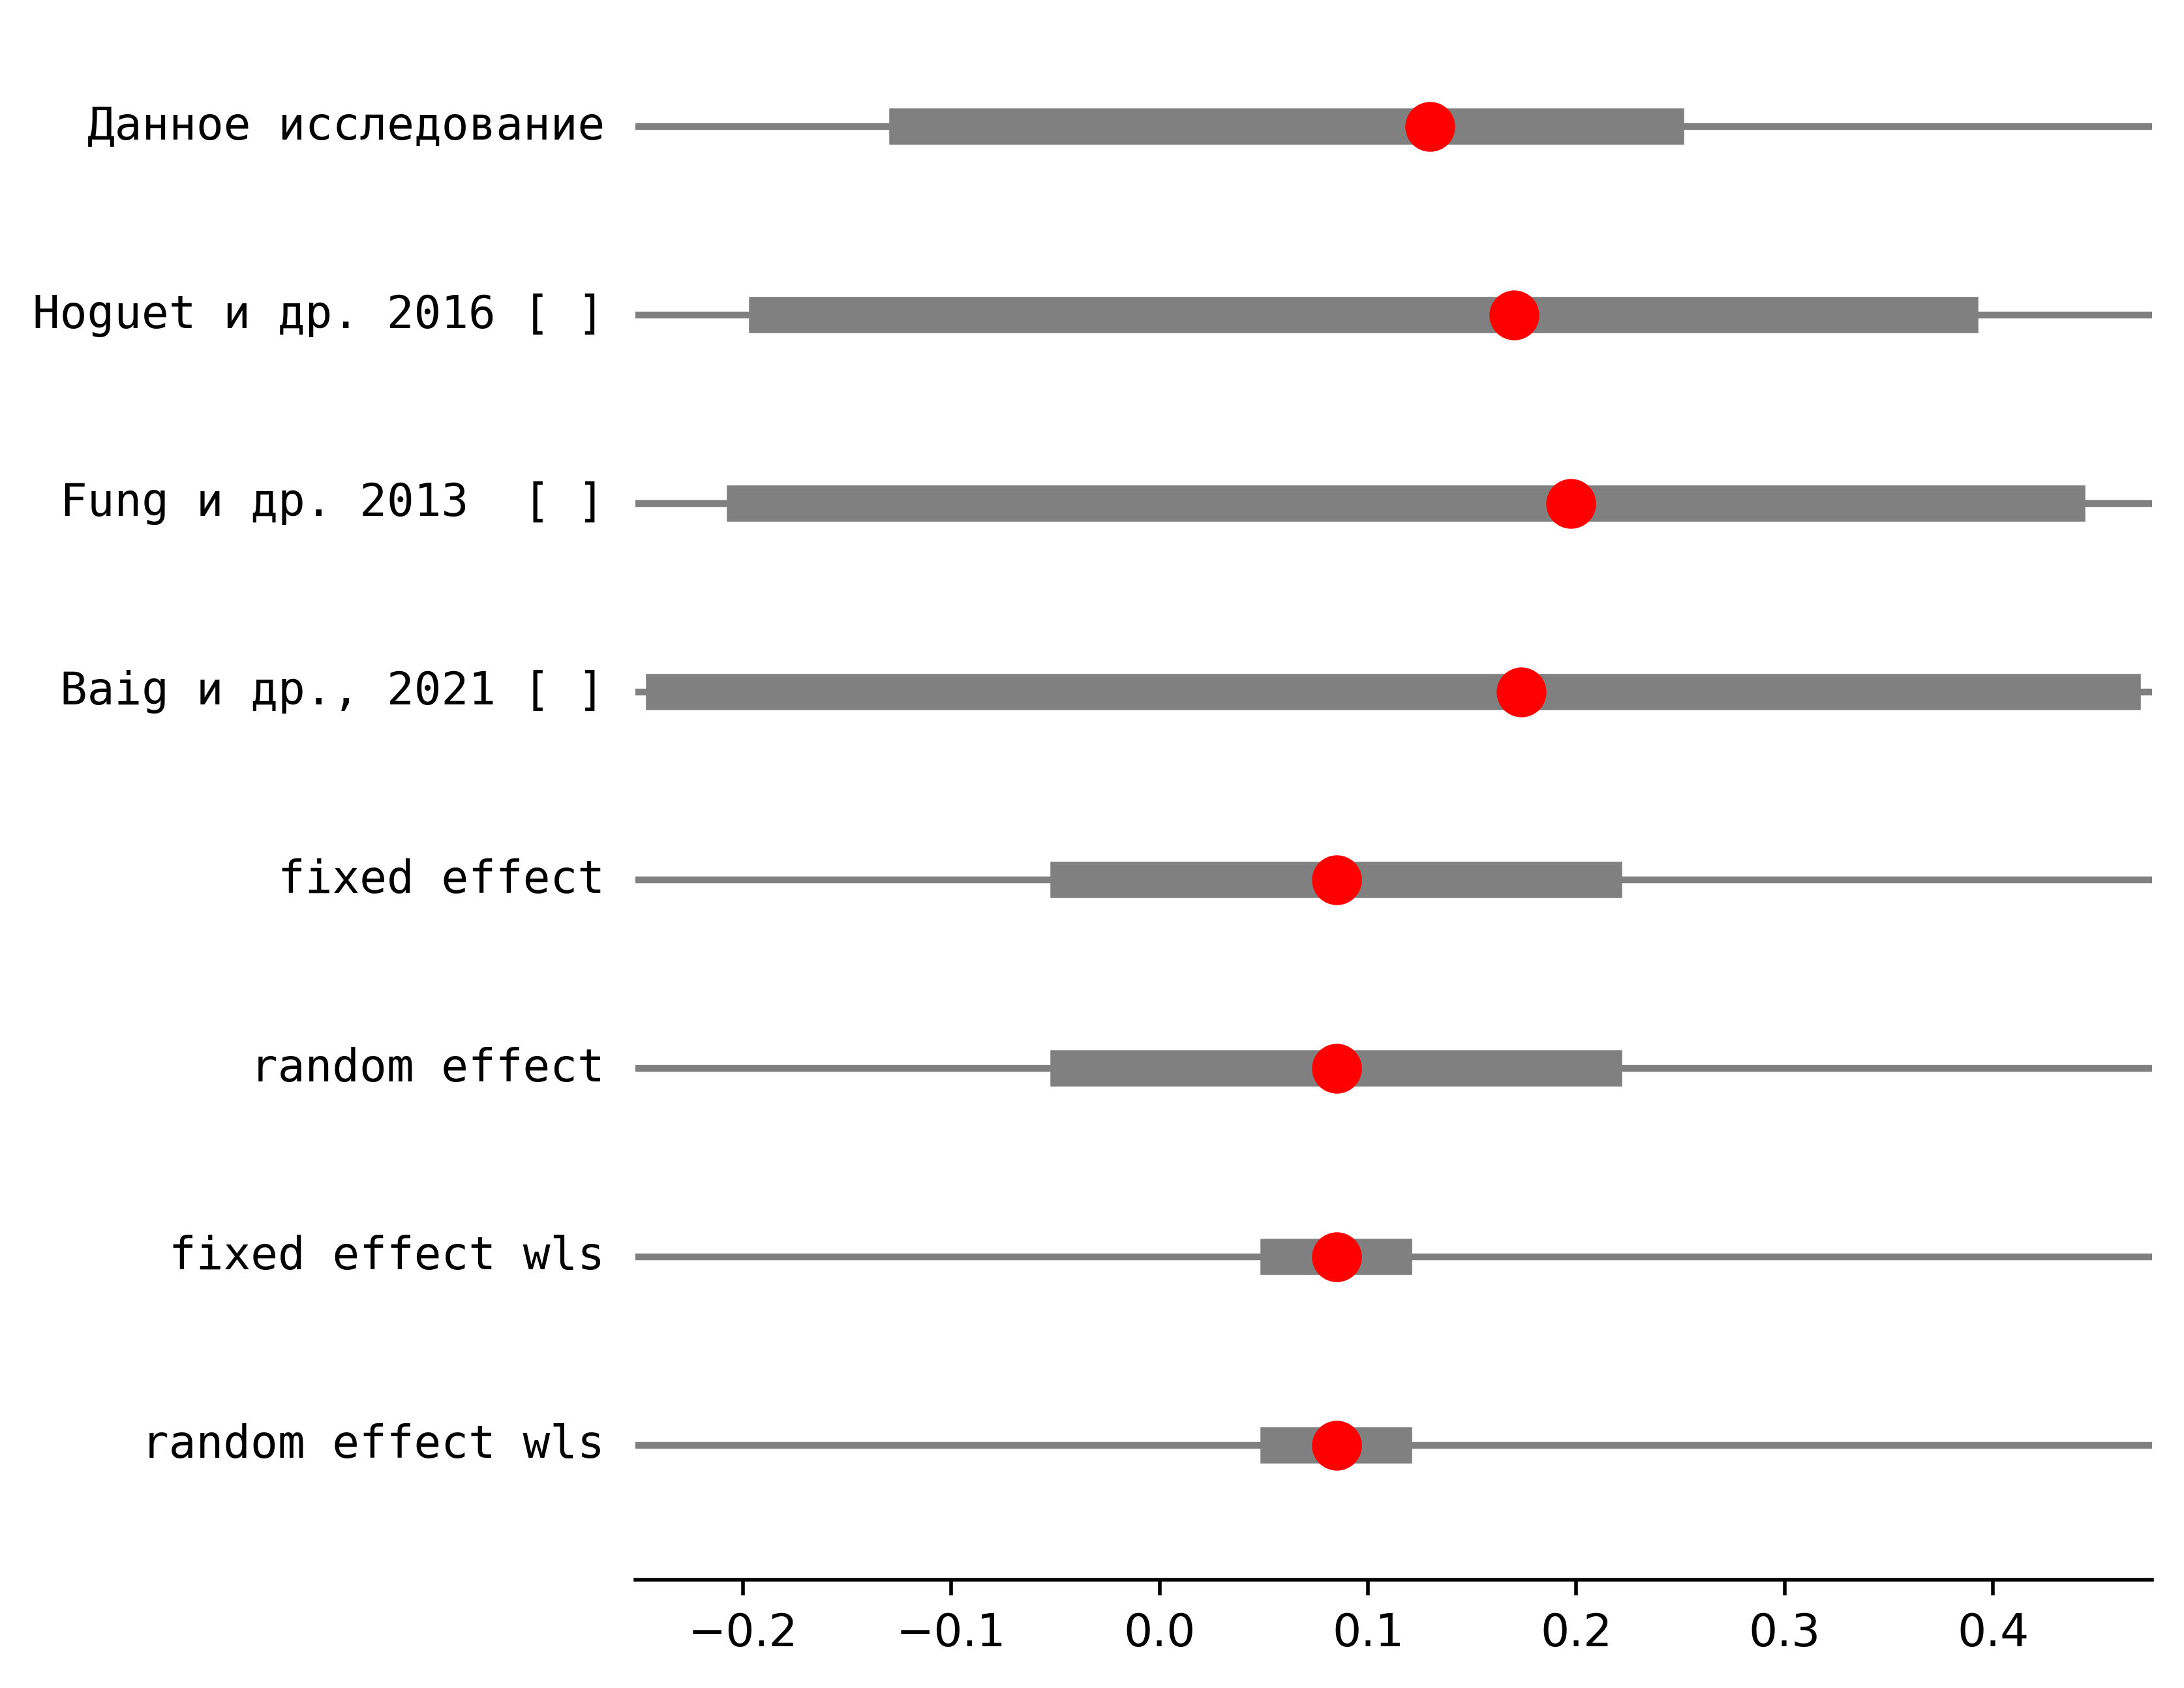 Данное исследование
Hoguet и др. 2016 [ ]
Fung и др. 2013  [ ]
Baig и др., 2021 [ ]
fixed effect
random effect
fixed effect wls
random effect wls
−0.2 −0.1 0.0 0.1 0.2 0.3 0.4